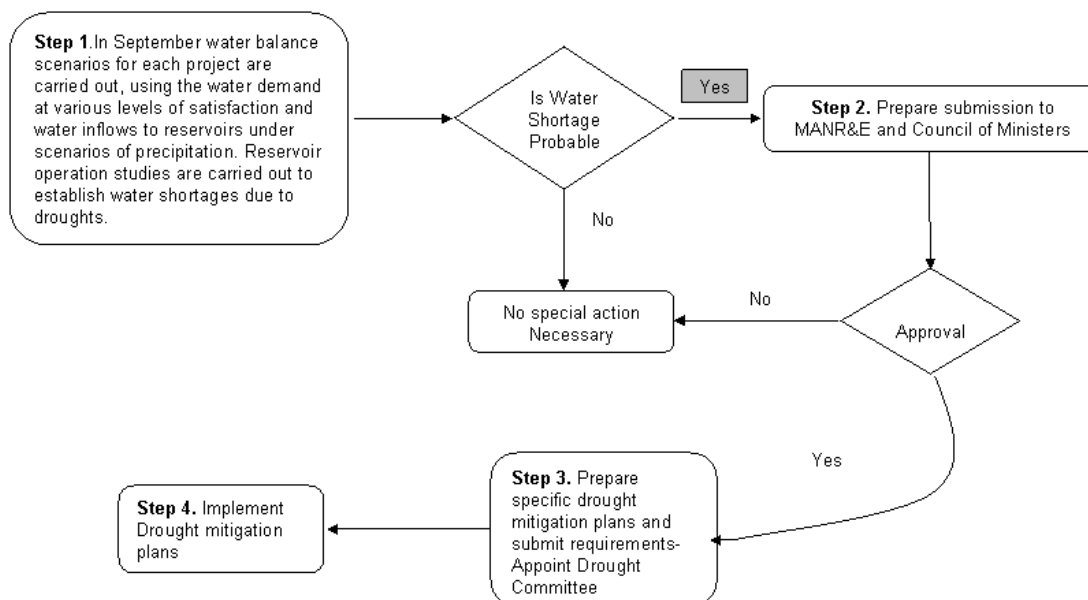 Step 1.In September water balance
scenarios for each project are
carried out, using the water demand
at various levels of satisfaction and
water inflows to reservoirs under
scenarios of precipitation. Reservoir
operation studies are carried out to
establish water shortages due to
droughts.
Is Water
Shortage
Probable
Yes
Step 2. Prepare submission to
MANR&E and Council of Ministers
No
No special action
Necessary
No
Approval
Yes
Step 3. Prepare
specific drought
mitigation plans and
submit requirements-
Appoint Drought
Committee
Step 4. Implement
Drought mitigation
plans